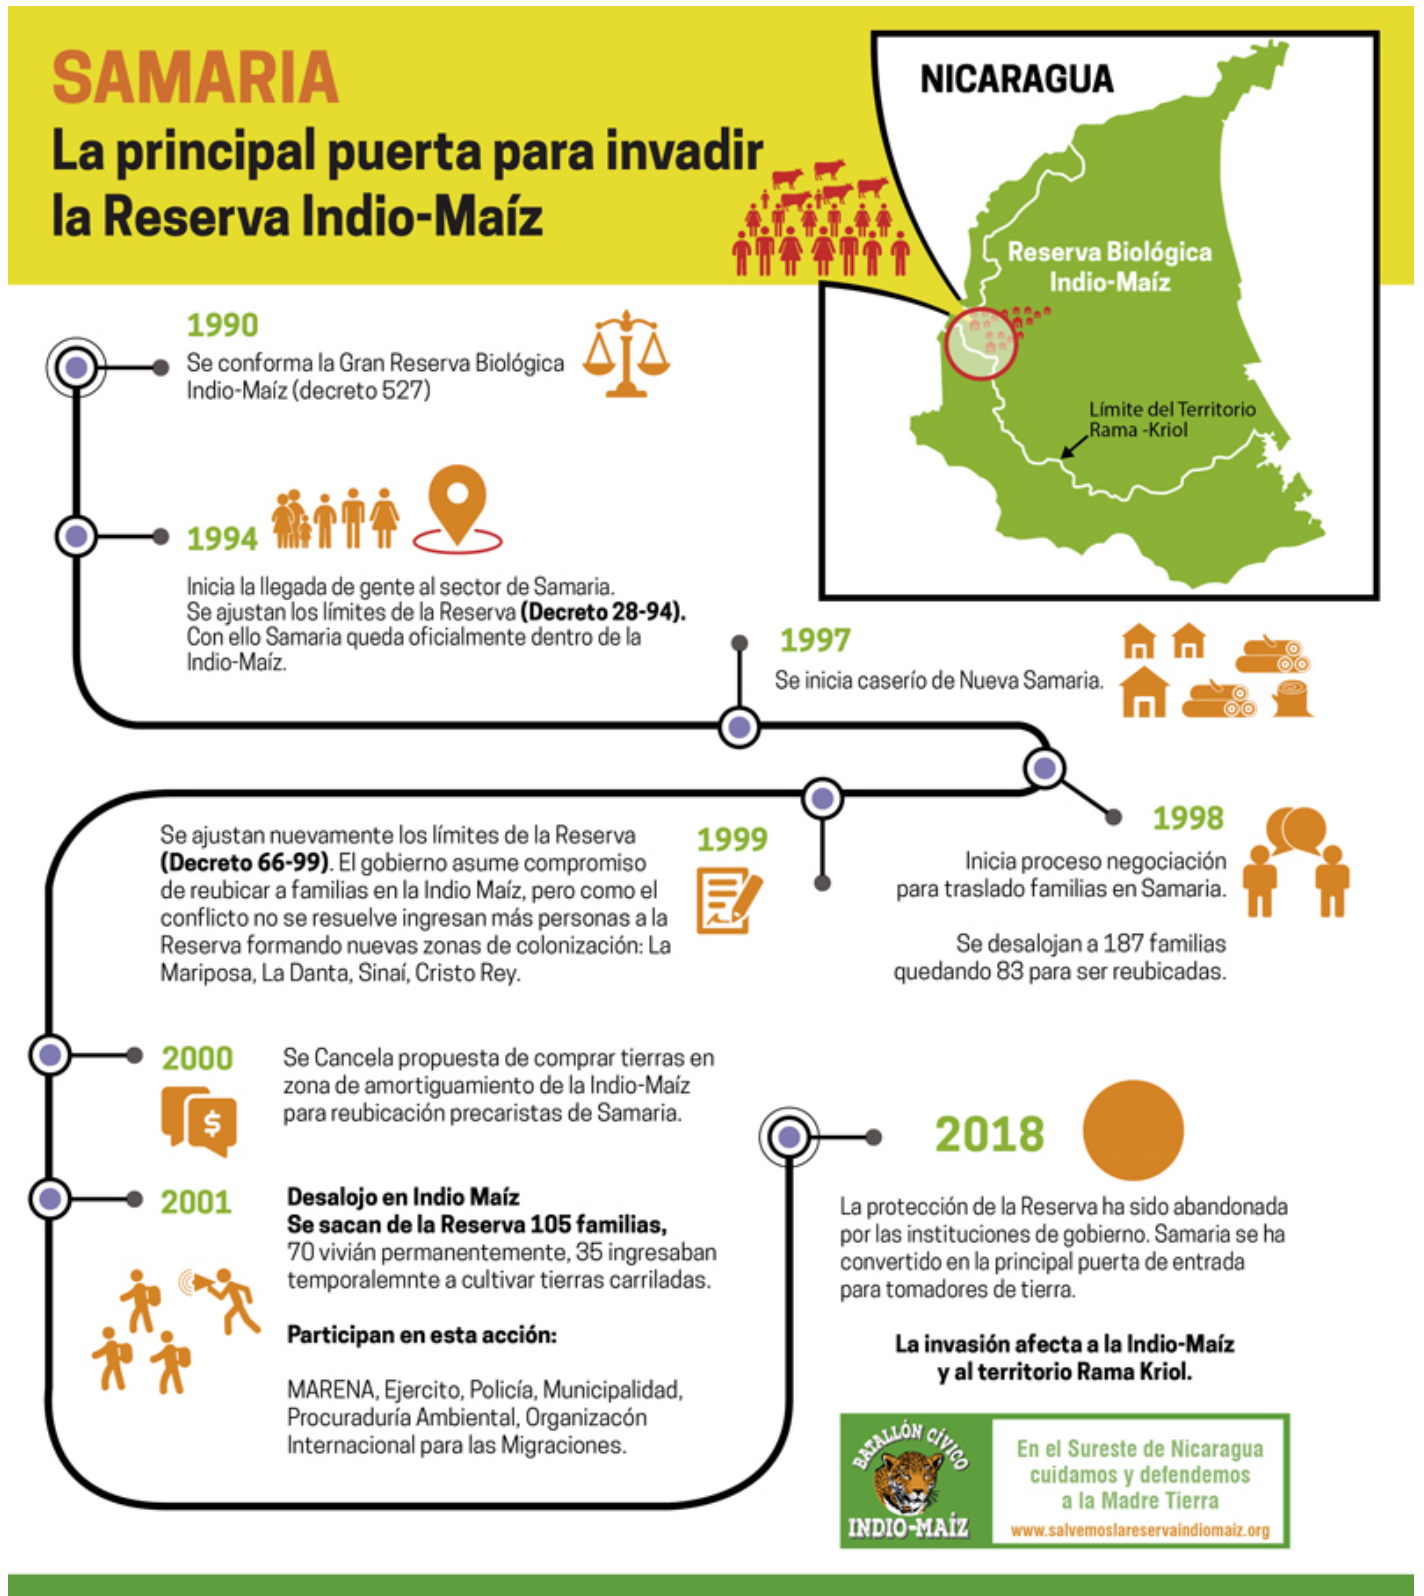 SAMARIA
La principal puerta para invadir
la Reserva Indio-Maíz
NICARAGUA
Reserva Biológica
Indio-Maíz
Límite del Territorio
Rama -Kriol
1990
Se conforma la Gran Reserva Biológica
Indio-Maíz (decreto 527)
1994
Inicia la llegada de gente al sector de Samaria.
Se ajustan los límites de la Reserva (Decreto 28-94).
Con ello Samaria queda oficialmente dentro de la
Indio-Maíz.
1997
Se inicia caserío de Nueva Samaria.
1998
Inicia proceso negociación
para traslado familias en Samaria.
Se desalojan a 187 familias
quedando 83 para ser reubicadas.
1999
Se ajustan nuevamente los límites de la Reserva
(Decreto 66-99). El gobierno asume compromiso
de reubicar a familias en la Indio Maíz, pero como el
conflicto no se resuelve ingresan más personas a la
Reserva formando nuevas zonas de colonización: La
Mariposa, La Danta, Sinaí, Cristo Rey.
2000
Se Cancela propuesta de comprar tierras en
zona de amortiguamiento de la Indio-Maíz
para reubicación precaristas de Samaria.
$
2001
Desalojo en Indio Maíz
Se sacan de la Reserva 105 familias,
70 vivián permanentemente, 35 ingresaban
temporalemnte a cultivar tierras carriladas.
Participan en esta acción:
MARENA, Ejercito, Policía, Municipalidad,
Procuraduría Ambiental, Organizacón
Internacional para las Migraciones.
2018
La protección de la Reserva ha sido abandonada
por las instituciones de gobierno. Samaria se ha
convertido en la principal puerta de entrada
para tomadores de tierra.
La invasión afecta a la Indio-Maíz
y al territorio Rama Kriol.
BATALLÓN CÍVICO
INDIO-MAÍZ
En el Sureste de Nicaragua
cuidamos y defendemos
a la Madre Tierra
www.salvemoslareservaindiomaiz.org